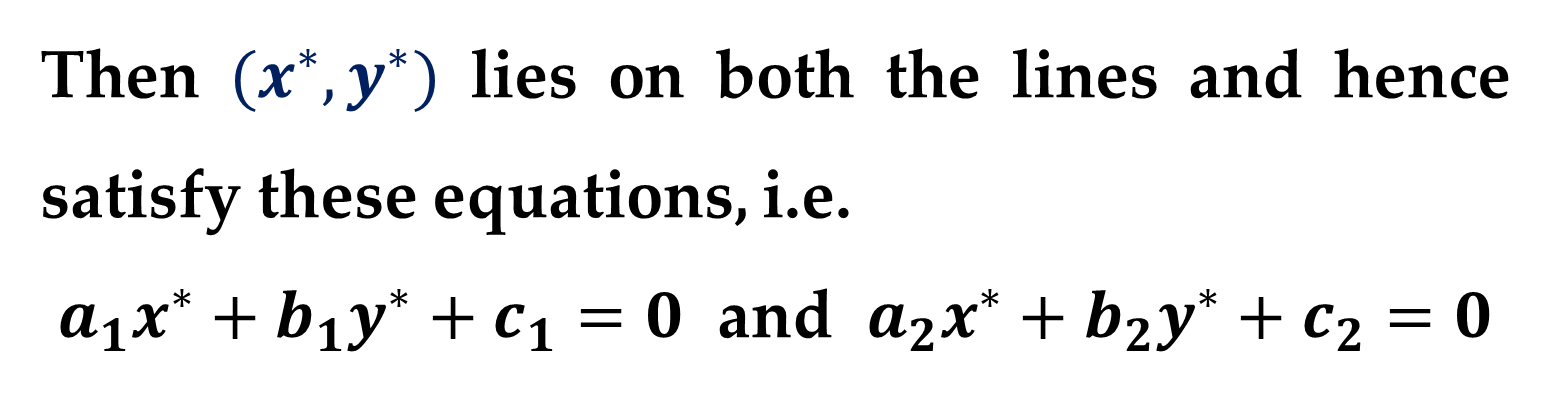 Then (x*, y*) lies on both the lines and hence
satisfy these equations, i.e.
a₁x* + b₁y* + c₁ = 0 and a₂x* + b₂y* + c₂ = 0